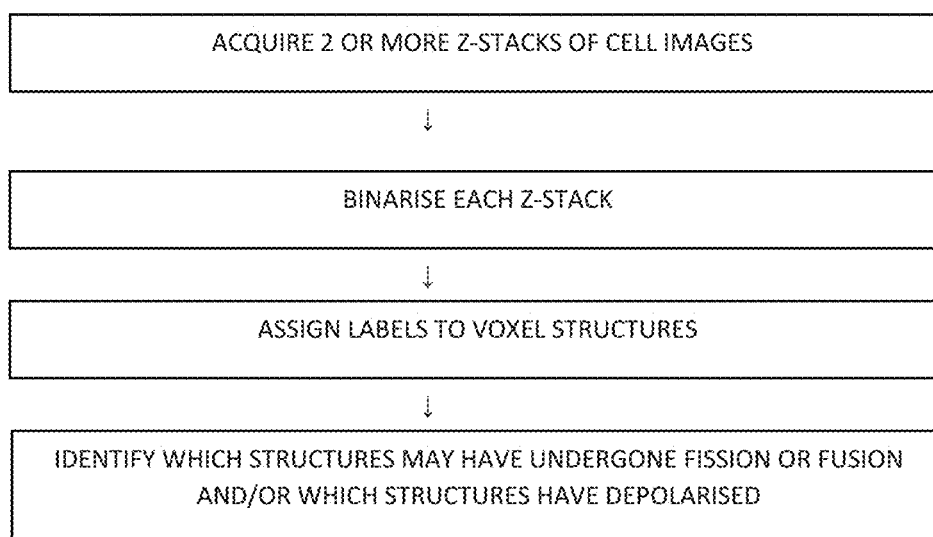 ACQUIRE 2 OR MORE Z-STACKS OF CELL IMAGES
↓
BINARISE EACH Z-STACK
↓
ASSIGN LABELS TO VOXEL STRUCTURES
↓
IDENTIFY WHICH STRUCTURES MAY HAVE UNDERGONE FISSION OR FUSION
AND/OR WHICH STRUCTURES HAVE DEPOLARISED